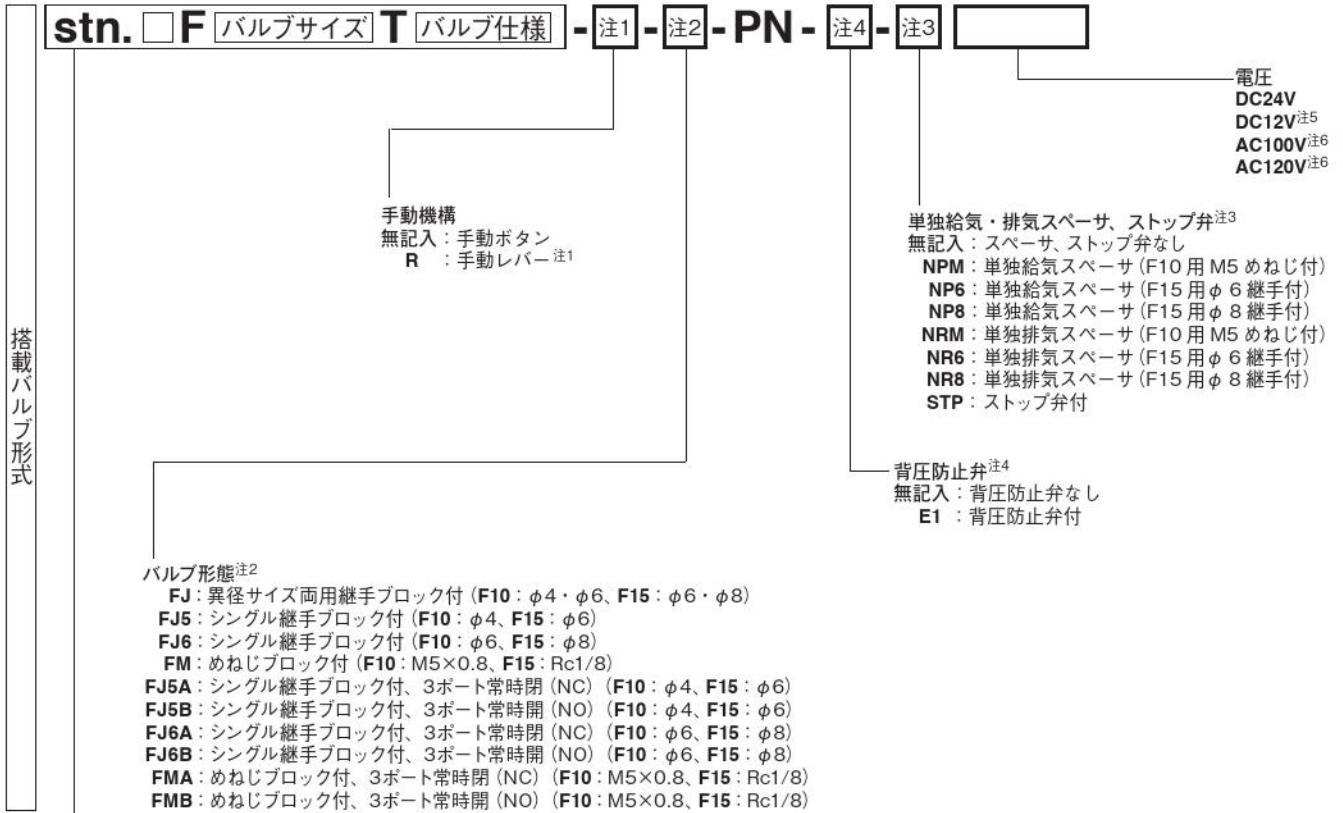 stn. □ F バルブサイズ T バルブ仕様 - 注1 - 注2 - PN - 注4 - 注3
電圧
DC24V
DC12V注5
AC100V注6
AC120V注6
手動機構
無記入：手動ボタン
R ：手動レバー注1
単独給気・排気スペーサ、ストップ弁注3
無記入：スペーサ、ストップ弁なし
NPM：単独給気スペーサ（F10用M5めねじ付）
NP6：単独給気スペーサ（F15用φ6継手付）
NP8：単独給気スペーサ（F15用φ8継手付）
NRM：単独排気スペーサ（F10用M5めねじ付）
NR6：単独排気スペーサ（F15用φ6継手付）
NR8：単独排気スペーサ（F15用φ8継手付）
STP：ストップ弁付
搭載バルブ形式
背圧防止弁注4
無記入：背圧防止弁なし
E1 ：背圧防止弁付
バルブ形態注2
FJ：異径サイズ両用継手ブロック付（F10：φ4・φ6、F15：φ6・φ8）
FJ5：シングル継手ブロック付（F10：φ4、F15：φ6）
FJ6：シングル継手ブロック付（F10：φ6、F15：φ8）
FM：めねじブロック付（F10：M5×0.8、F15：Rc1/8）
FJ5A：シングル継手ブロック付、3ポート常時閉（NC）（F10：φ4、F15：φ6）
FJ5B：シングル継手ブロック付、3ポート常時開（NO）（F10：φ4、F15：φ6）
FJ6A：シングル継手ブロック付、3ポート常時閉（NC）（F10：φ6、F15：φ8）
FJ6B：シングル継手ブロック付、3ポート常時開（NO）（F10：φ6、F15：φ8）
FMA：めねじブロック付、3ポート常時閉（NC）（F10：M5×0.8、F15：Rc1/8）
FMB：めねじブロック付、3ポート常時開（NO）（F10：M5×0.8、F15：Rc1/8）